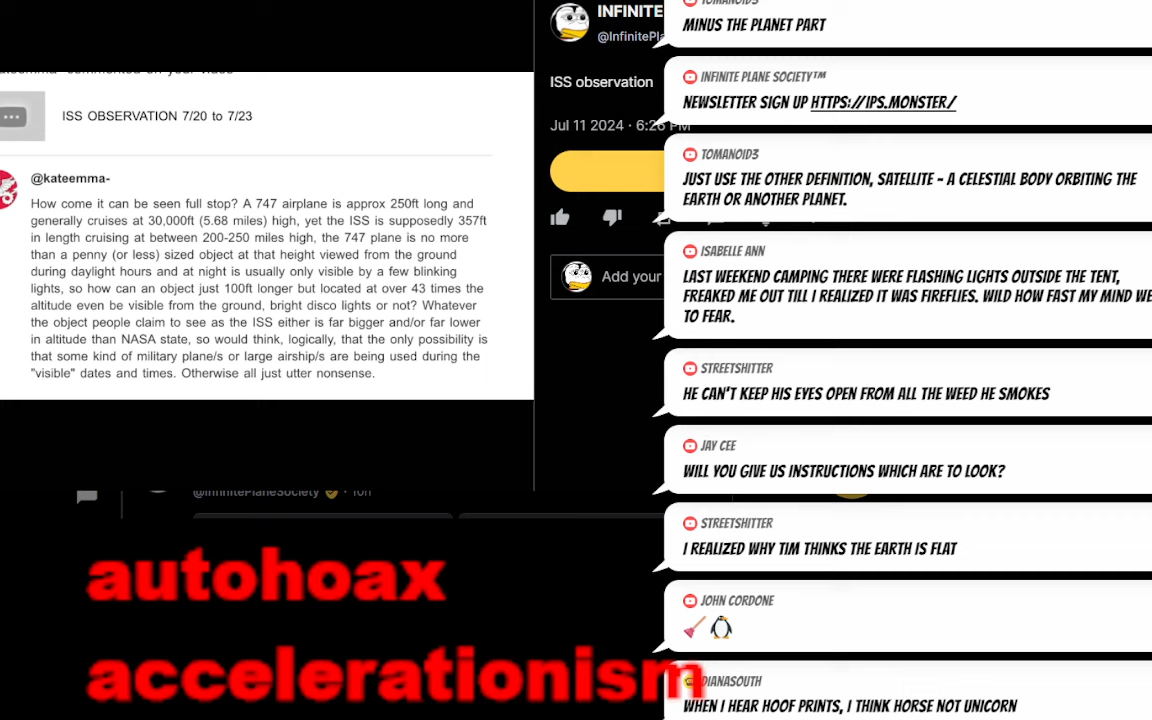 commented on your video
ISS OBSERVATION 7/20 to 7/23
@kateemma-
How come it can be seen full stop? A 747 airplane is approx 250ft long and
generally cruises at 30,000ft (5.68 miles) high, yet the ISS is supposedly 357ft
in length cruising at between 200-250 miles high, the 747 plane is no more
than a penny (or less) sized object at that height viewed from the ground
during daylight hours and at night is usually only visible by a few blinking
lights, so how can an object just 100ft longer but located at over 43 times the
altitude even be visible from the ground, bright disco lights or not? Whatever
the object people claim to see as the ISS either is far bigger and/or far lower
in altitude than NASA state, so would think, logically, that the only possibility is
that some kind of military plane/s or large airship/s are being used during the
"visible" dates and times. Otherwise all just utter nonsense.
INFINITE
@InfinitePla
ISS observation
Jul 11 2024 · 6:26 PM
Add your
@InfinitePlaneSociety · 10h
autohoax
accelerationism
TOMANOID3
MINUS THE PLANET PART
INFINITE PLANE SOCIETY™
NEWSLETTER SIGN UP HTTPS://IPS.MONSTER/
TOMANOID3
JUST USE THE OTHER DEFINITION, SATELLITE - A CELESTIAL BODY ORBITING THE
EARTH OR ANOTHER PLANET.
ISABELLE ANN
LAST WEEKEND CAMPING THERE WERE FLASHING LIGHTS OUTSIDE THE TENT,
FREAKED ME OUT TILL I REALIZED IT WAS FIREFLIES. WILD HOW FAST MY MIND WE
TO FEAR.
STREETSHITTER
HE CAN'T KEEP HIS EYES OPEN FROM ALL THE WEED HE SMOKES
JAY CEE
WILL YOU GIVE US INSTRUCTIONS WHICH ARE TO LOOK?
STREETSHITTER
I REALIZED WHY TIM THINKS THE EARTH IS FLAT
JOHN CORDONE
DIANASOUTH
WHEN I HEAR HOOF PRINTS, I THINK HORSE NOT UNICORN